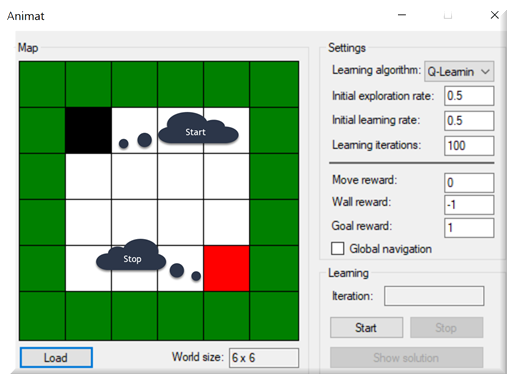 Animat
Map
Start
Stop
Load
World size: 6 x 6
Settings
Learning algorithm: Q-Learnin
Initial exploration rate: 0.5
Initial learning rate: 0.5
Learning iterations: 100
Move reward: 0
Wall reward: -1
Goal reward: 1
Global navigation
Learning
Iteration:
Start Stop
Show solution